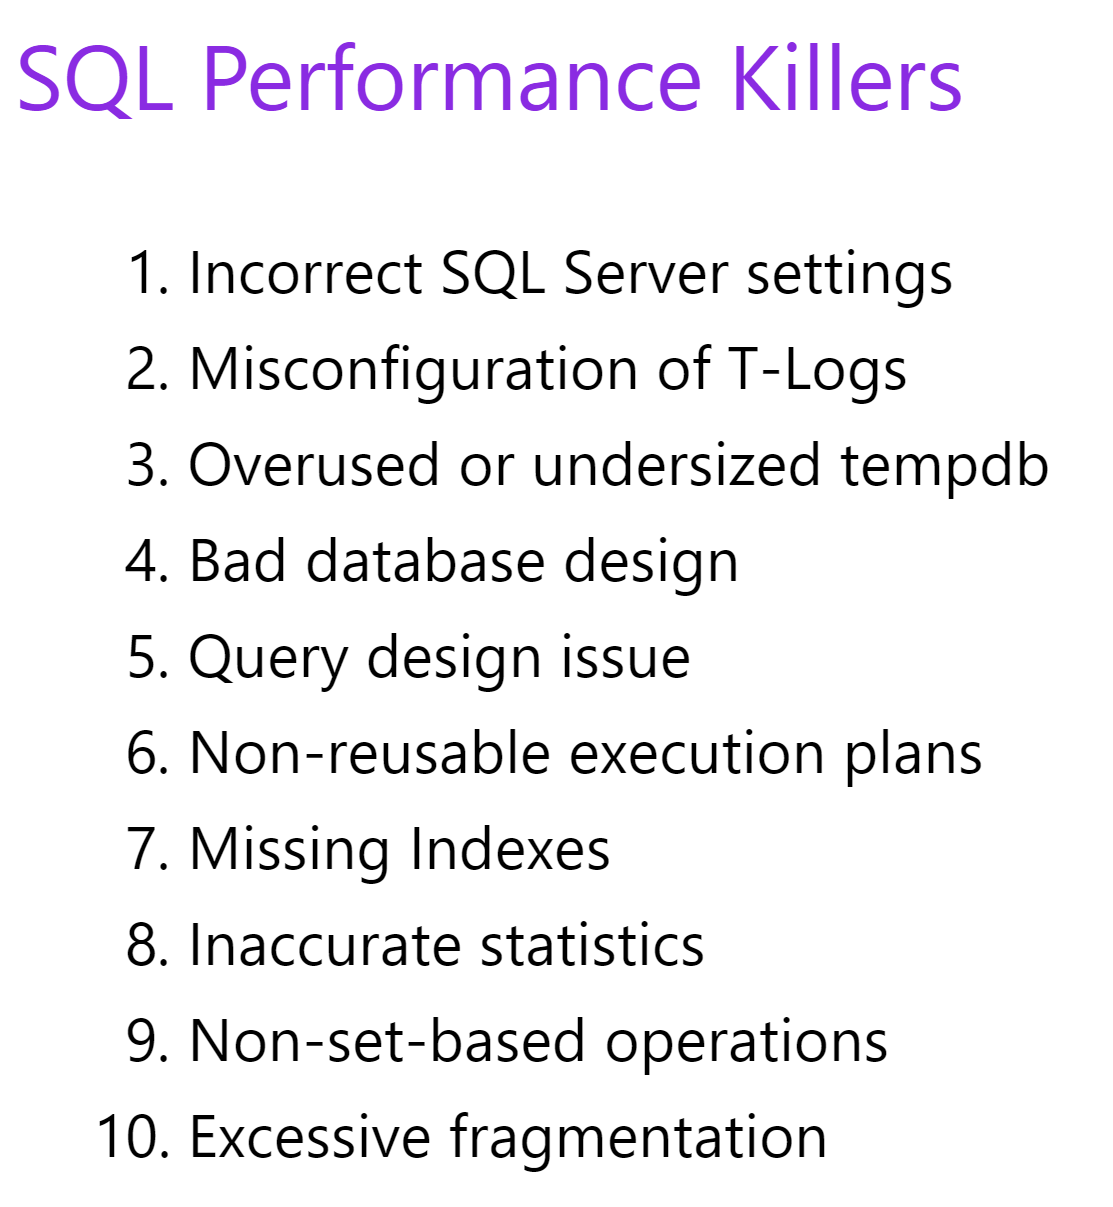 SQL Performance Killers
1. Incorrect SQL Server settings
2. Misconfiguration of T-Logs
3. Overused or undersized tempdb
4. Bad database design
5. Query design issue
6. Non-reusable execution plans
7. Missing Indexes
8. Inaccurate statistics
9. Non-set-based operations
10. Excessive fragmentation